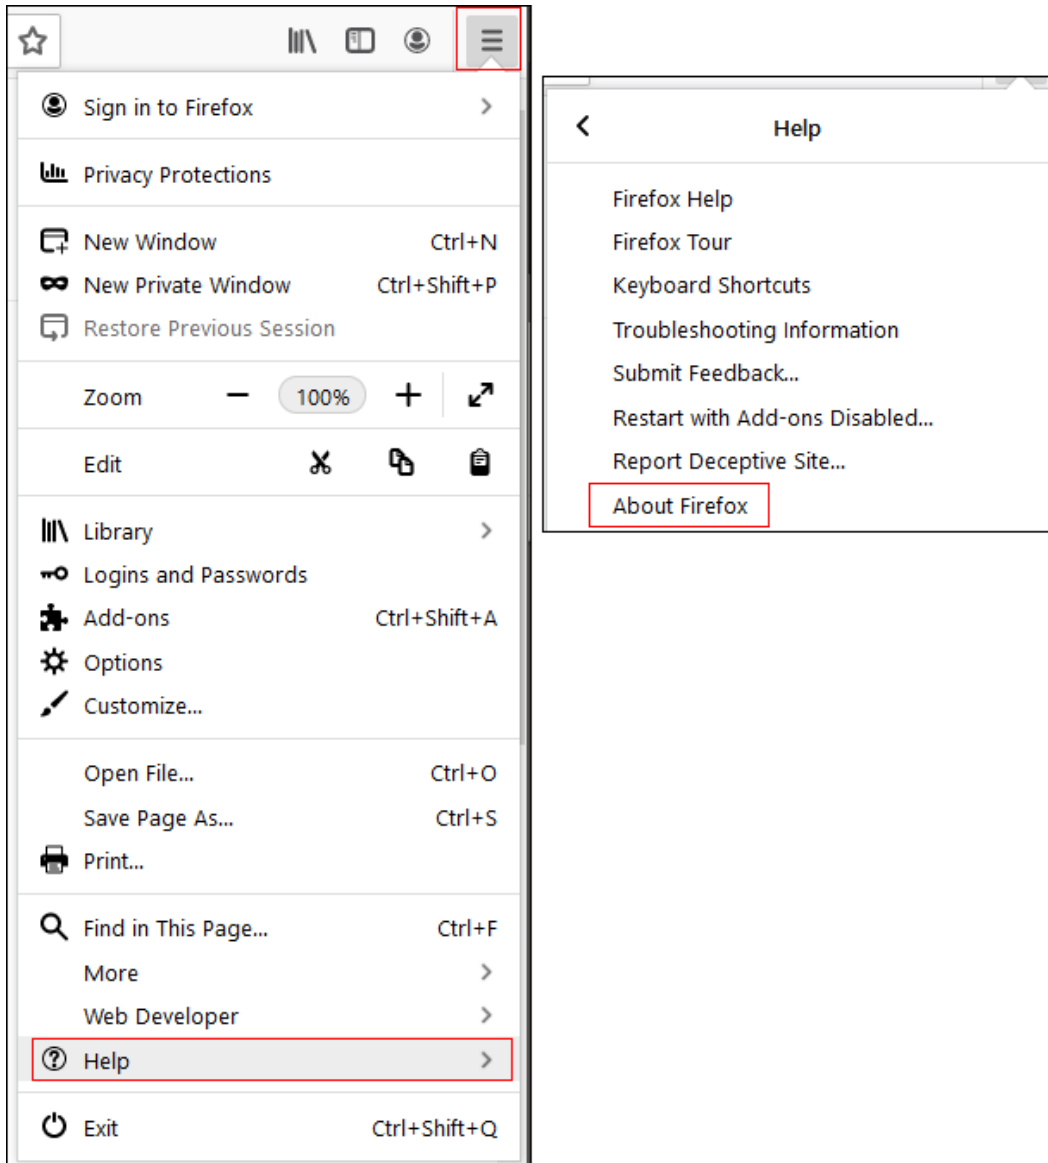 Sign in to Firefox
Privacy Protections
New Window Ctrl+N
New Private Window Ctrl+Shift+P
Restore Previous Session
Zoom 100%
Edit
Library
Logins and Passwords
Add-ons Ctrl+Shift+A
Options
Customize...
Open File... Ctrl+O
Save Page As... Ctrl+S
Print...
Find in This Page... Ctrl+F
More
Web Developer
Help
Exit Ctrl+Shift+Q
Help
Firefox Help
Firefox Tour
Keyboard Shortcuts
Troubleshooting Information
Submit Feedback...
Restart with Add-ons Disabled...
Report Deceptive Site...
About Firefox